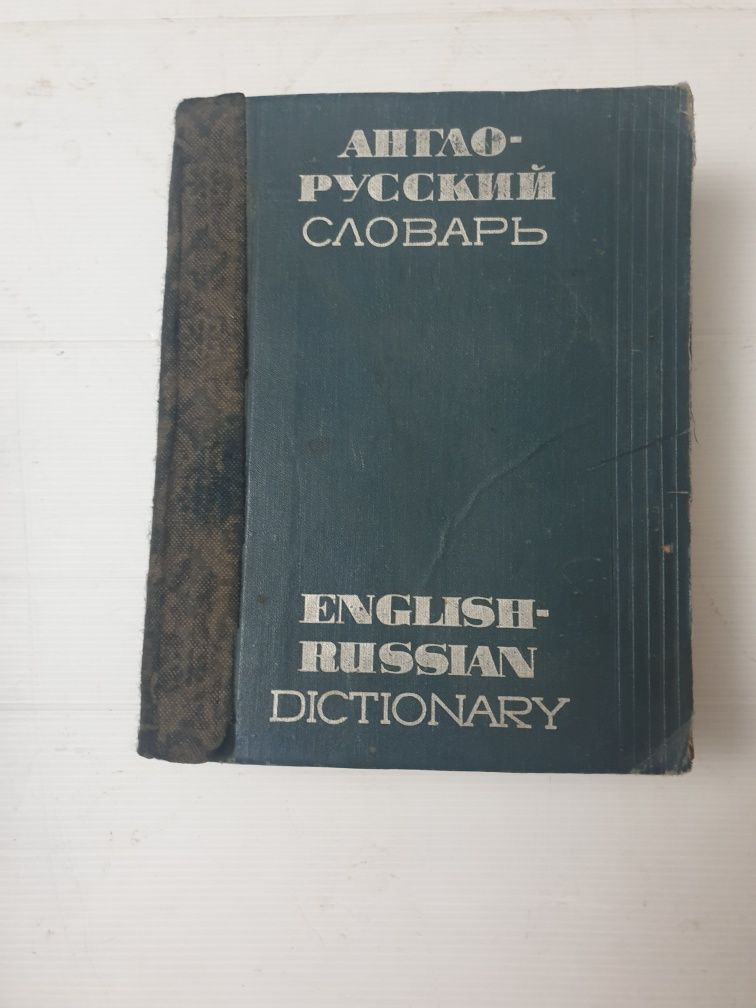 АНГЛО-
РУССКИЙ
СЛОВАРЬ
ENGLISH-
RUSSIAN
DICTIONARY